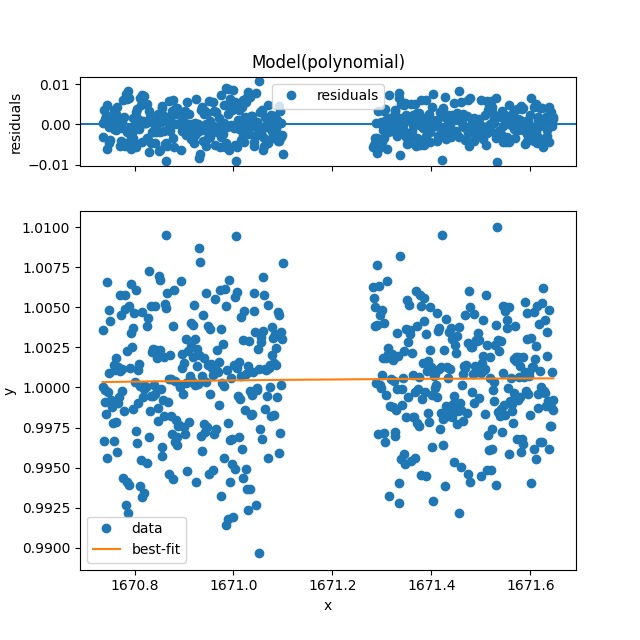 Model(polynomial)
residuals
0.01
0.00
−0.01
residuals
y
1.0100
1.0075
1.0050
1.0025
1.0000
0.9975
0.9950
0.9925
0.9900
data
best-fit
1670.8
1671.0
1671.2
1671.4
1671.6
x